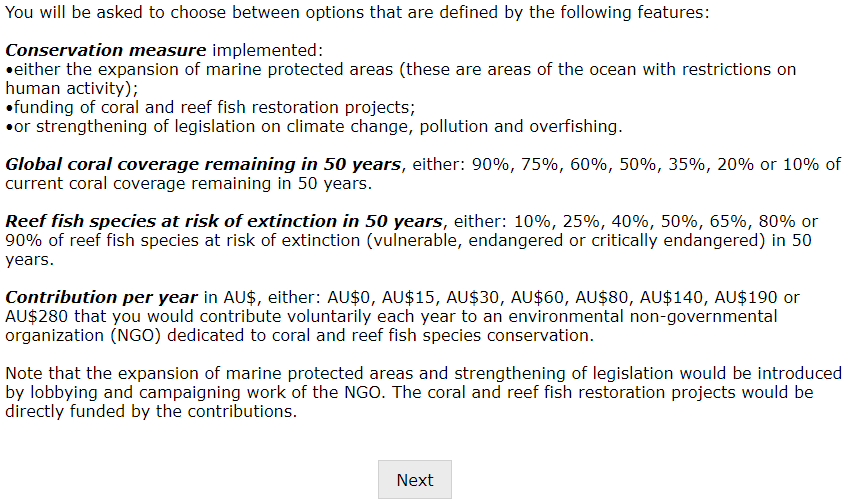 You will be asked to choose between options that are defined by the following features:
Conservation measure implemented:
•either the expansion of marine protected areas (these are areas of the ocean with restrictions on
human activity);
•funding of coral and reef fish restoration projects;
•or strengthening of legislation on climate change, pollution and overfishing.
Global coral coverage remaining in 50 years, either: 90%, 75%, 60%, 50%, 35%, 20% or 10% of
current coral coverage remaining in 50 years.
Reef fish species at risk of extinction in 50 years, either: 10%, 25%, 40%, 50%, 65%, 80% or
90% of reef fish species at risk of extinction (vulnerable, endangered or critically endangered) in 50
years.
Contribution per year in AU$, either: AU$0, AU$15, AU$30, AU$60, AU$80, AU$140, AU$190 or
AU$280 that you would contribute voluntarily each year to an environmental non-governmental
organization (NGO) dedicated to coral and reef fish species conservation.
Note that the expansion of marine protected areas and strengthening of legislation would be introduced
by lobbying and campaigning work of the NGO. The coral and reef fish restoration projects would be
directly funded by the contributions.
Next